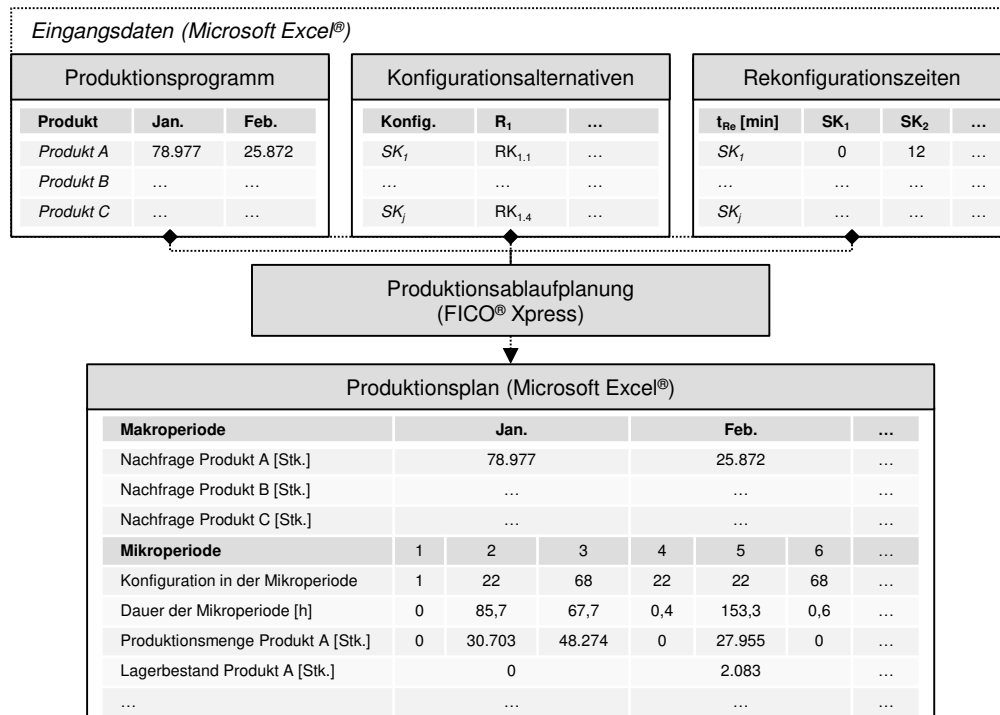 Eingangsdaten (Microsoft Excel®)
Produktionsprogramm
Produkt Jan. Feb.
Produkt A 78.977 25.872
Produkt B … …
Produkt C … …
Konfigurationsalternativen
Konfig. R₁ …
SK₁ RK₁.₁ …
… … …
SKⱼ RK₁.₄ …
Rekonfigurationszeiten
t_Re [min] SK₁ SK₂ …
SK₁ 0 12 …
… … … …
SKⱼ … … …
Produktionsablaufplanung
(FICO® Xpress)
Produktionsplan (Microsoft Excel®)
Makroperiode Jan. Feb. …
Nachfrage Produkt A [Stk.] 78.977 25.872 …
Nachfrage Produkt B [Stk.] … … …
Nachfrage Produkt C [Stk.] … … …
Mikroperiode 1 2 3 4 5 6 …
Konfiguration in der Mikroperiode 1 22 68 22 22 68 …
Dauer der Mikroperiode [h] 0 85,7 67,7 0,4 153,3 0,6 …
Produktionsmenge Produkt A [Stk.] 0 30.703 48.274 0 27.955 0 …
Lagerbestand Produkt A [Stk.] 0 2.083 …
… … … …